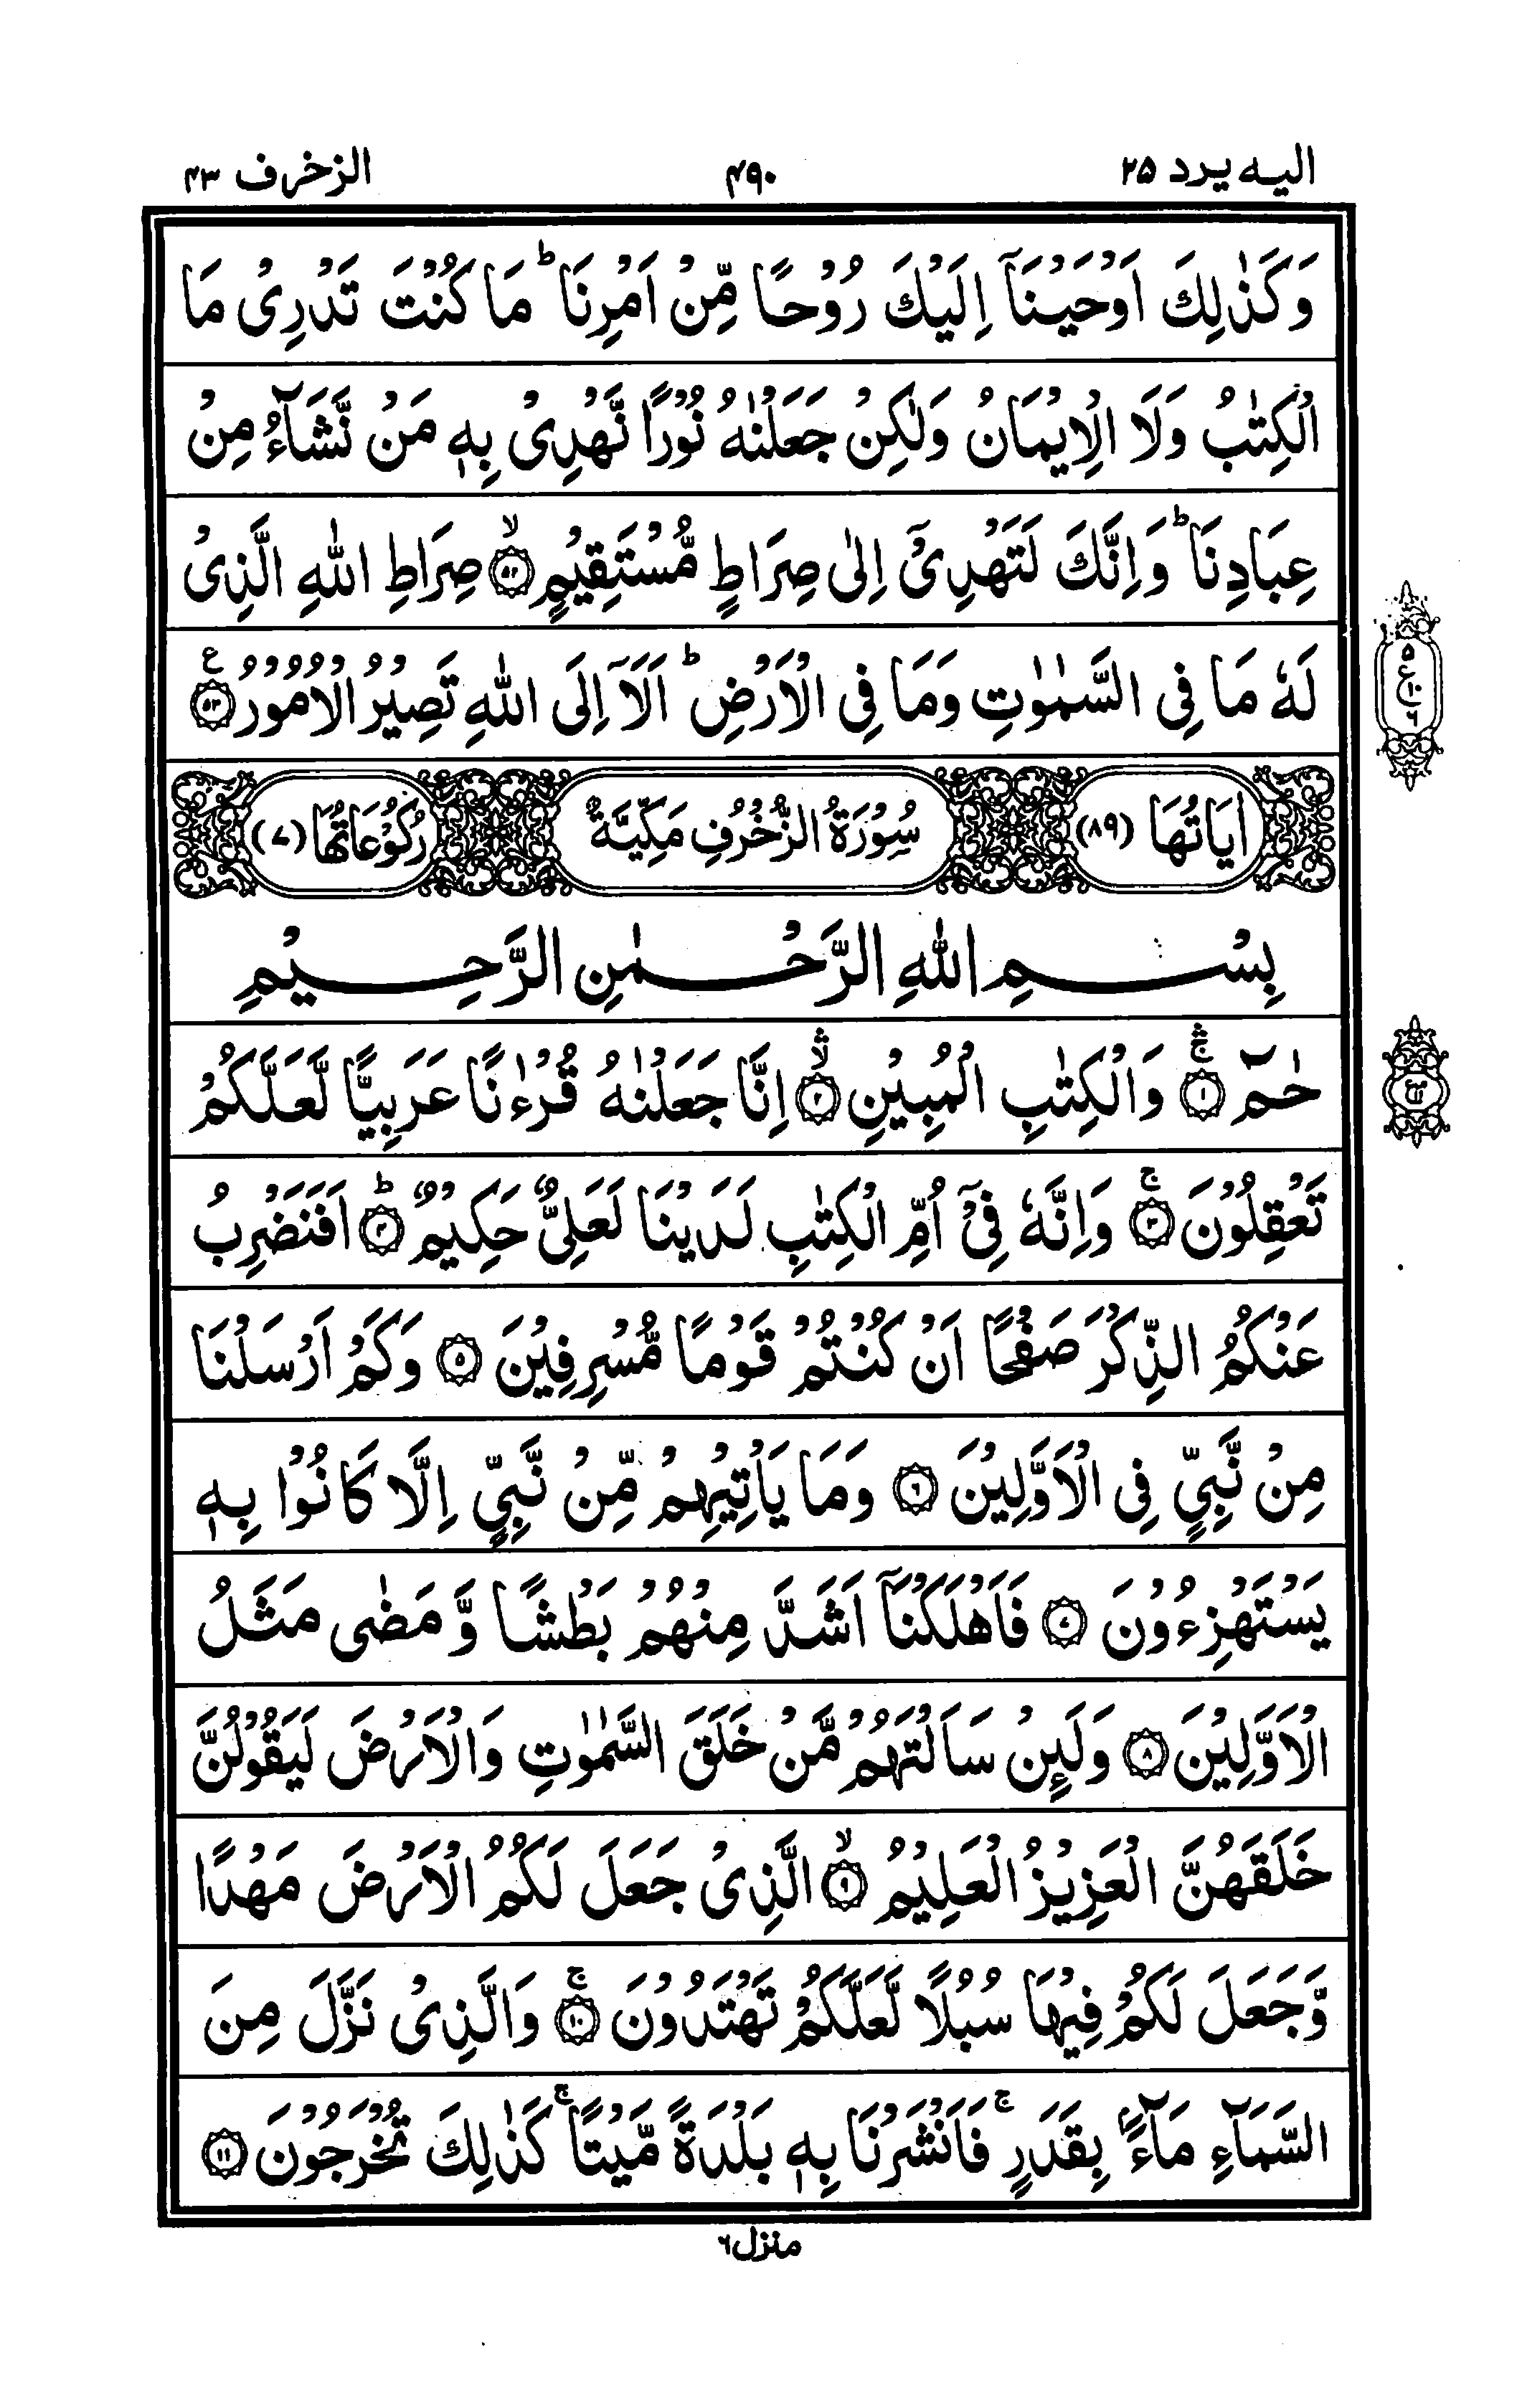 اليه يرد ٢٥ ٤٩٠ الزخرف ٤٣
وَكَذٰلِكَ اَوْحَيْنَآ اِلَيْكَ رُوْحًا مِّنْ اَمْرِنَا ؕ مَا كُنْتَ تَدْرِىْ مَا
الْكِتٰبُ وَلَا الْاِيْمَانُ وَلٰكِنْ جَعَلْنٰهُ نُوْرًا نَّهْدِىْ بِهٖ مَنْ نَّشَآءُ مِنْ
عِبَادِنَا ؕ وَاِنَّكَ لَتَهْدِىْٓ اِلٰى صِرَاطٍ مُّسْتَقِيْمٍ ۙ‏﴿۵۲﴾ صِرَاطِ اللّٰهِ الَّذِىْ
لَهٗ مَا فِى السَّمٰوٰتِ وَمَا فِى الْاَرْضِ ؕ اَلَآ اِلَى اللّٰهِ تَصِيْرُ الْاُمُوْرُ ﴿۵۳﴾ ع
۵ ع ۶
اٰيَاتُهَا (٨٩) سُوْرَةُ الزُّخْرُفِ مَكِّيَّةٌ رُكُوْعَاتُهَا (٧)
بِسْمِ اللّٰهِ الرَّحْمٰنِ الرَّحِيْمِ
حٰمٓ ۚ‏﴿۱﴾ وَالْكِتٰبِ الْمُبِيْنِ ۙ‏﴿۲﴾ اِنَّا جَعَلْنٰهُ قُرْءٰنًا عَرَبِيًّا لَّعَلَّكُمْ
تَعْقِلُوْنَ ۚ‏﴿۳﴾ وَاِنَّهٗ فِىْٓ اُمِّ الْكِتٰبِ لَدَيْنَا لَعَلِىٌّ حَكِيْمٌ ؕ‏﴿۴﴾ اَفَنَضْرِبُ
عَنْكُمُ الذِّكْرَ صَفْحًا اَنْ كُنْتُمْ قَوْمًا مُّسْرِفِيْنَ ﴿۵﴾ وَكَمْ اَرْسَلْنَا
مِنْ نَّبِىٍّ فِى الْاَوَّلِيْنَ ﴿۶﴾ وَمَا يَاْتِيْهِمْ مِّنْ نَّبِىٍّ اِلَّا كَانُوْا بِهٖ
يَسْتَهْزِءُوْنَ ﴿۷﴾ فَاَهْلَكْنَآ اَشَدَّ مِنْهُمْ بَطْشًا وَّ مَضٰى مَثَلُ
الْاَوَّلِيْنَ ﴿۸﴾ وَلَئِنْ سَاَلْتَهُمْ مَّنْ خَلَقَ السَّمٰوٰتِ وَالْاَرْضَ لَيَقُوْلُنَّ
خَلَقَهُنَّ الْعَزِيْزُ الْعَلِيْمُ ۙ‏﴿۹﴾ الَّذِىْ جَعَلَ لَكُمُ الْاَرْضَ مَهْدًا
وَّجَعَلَ لَكُمْ فِيْهَا سُبُلًا لَّعَلَّكُمْ تَهْتَدُوْنَ ۚ‏﴿۱۰﴾ وَالَّذِىْ نَزَّلَ مِنَ
السَّمَآءِ مَآءًۢ بِقَدَرٍ ۚ فَاَنْشَرْنَا بِهٖ بَلْدَةً مَّيْتًا ۚ كَذٰلِكَ تُخْرَجُوْنَ ﴿۱۱﴾
منزل ٦